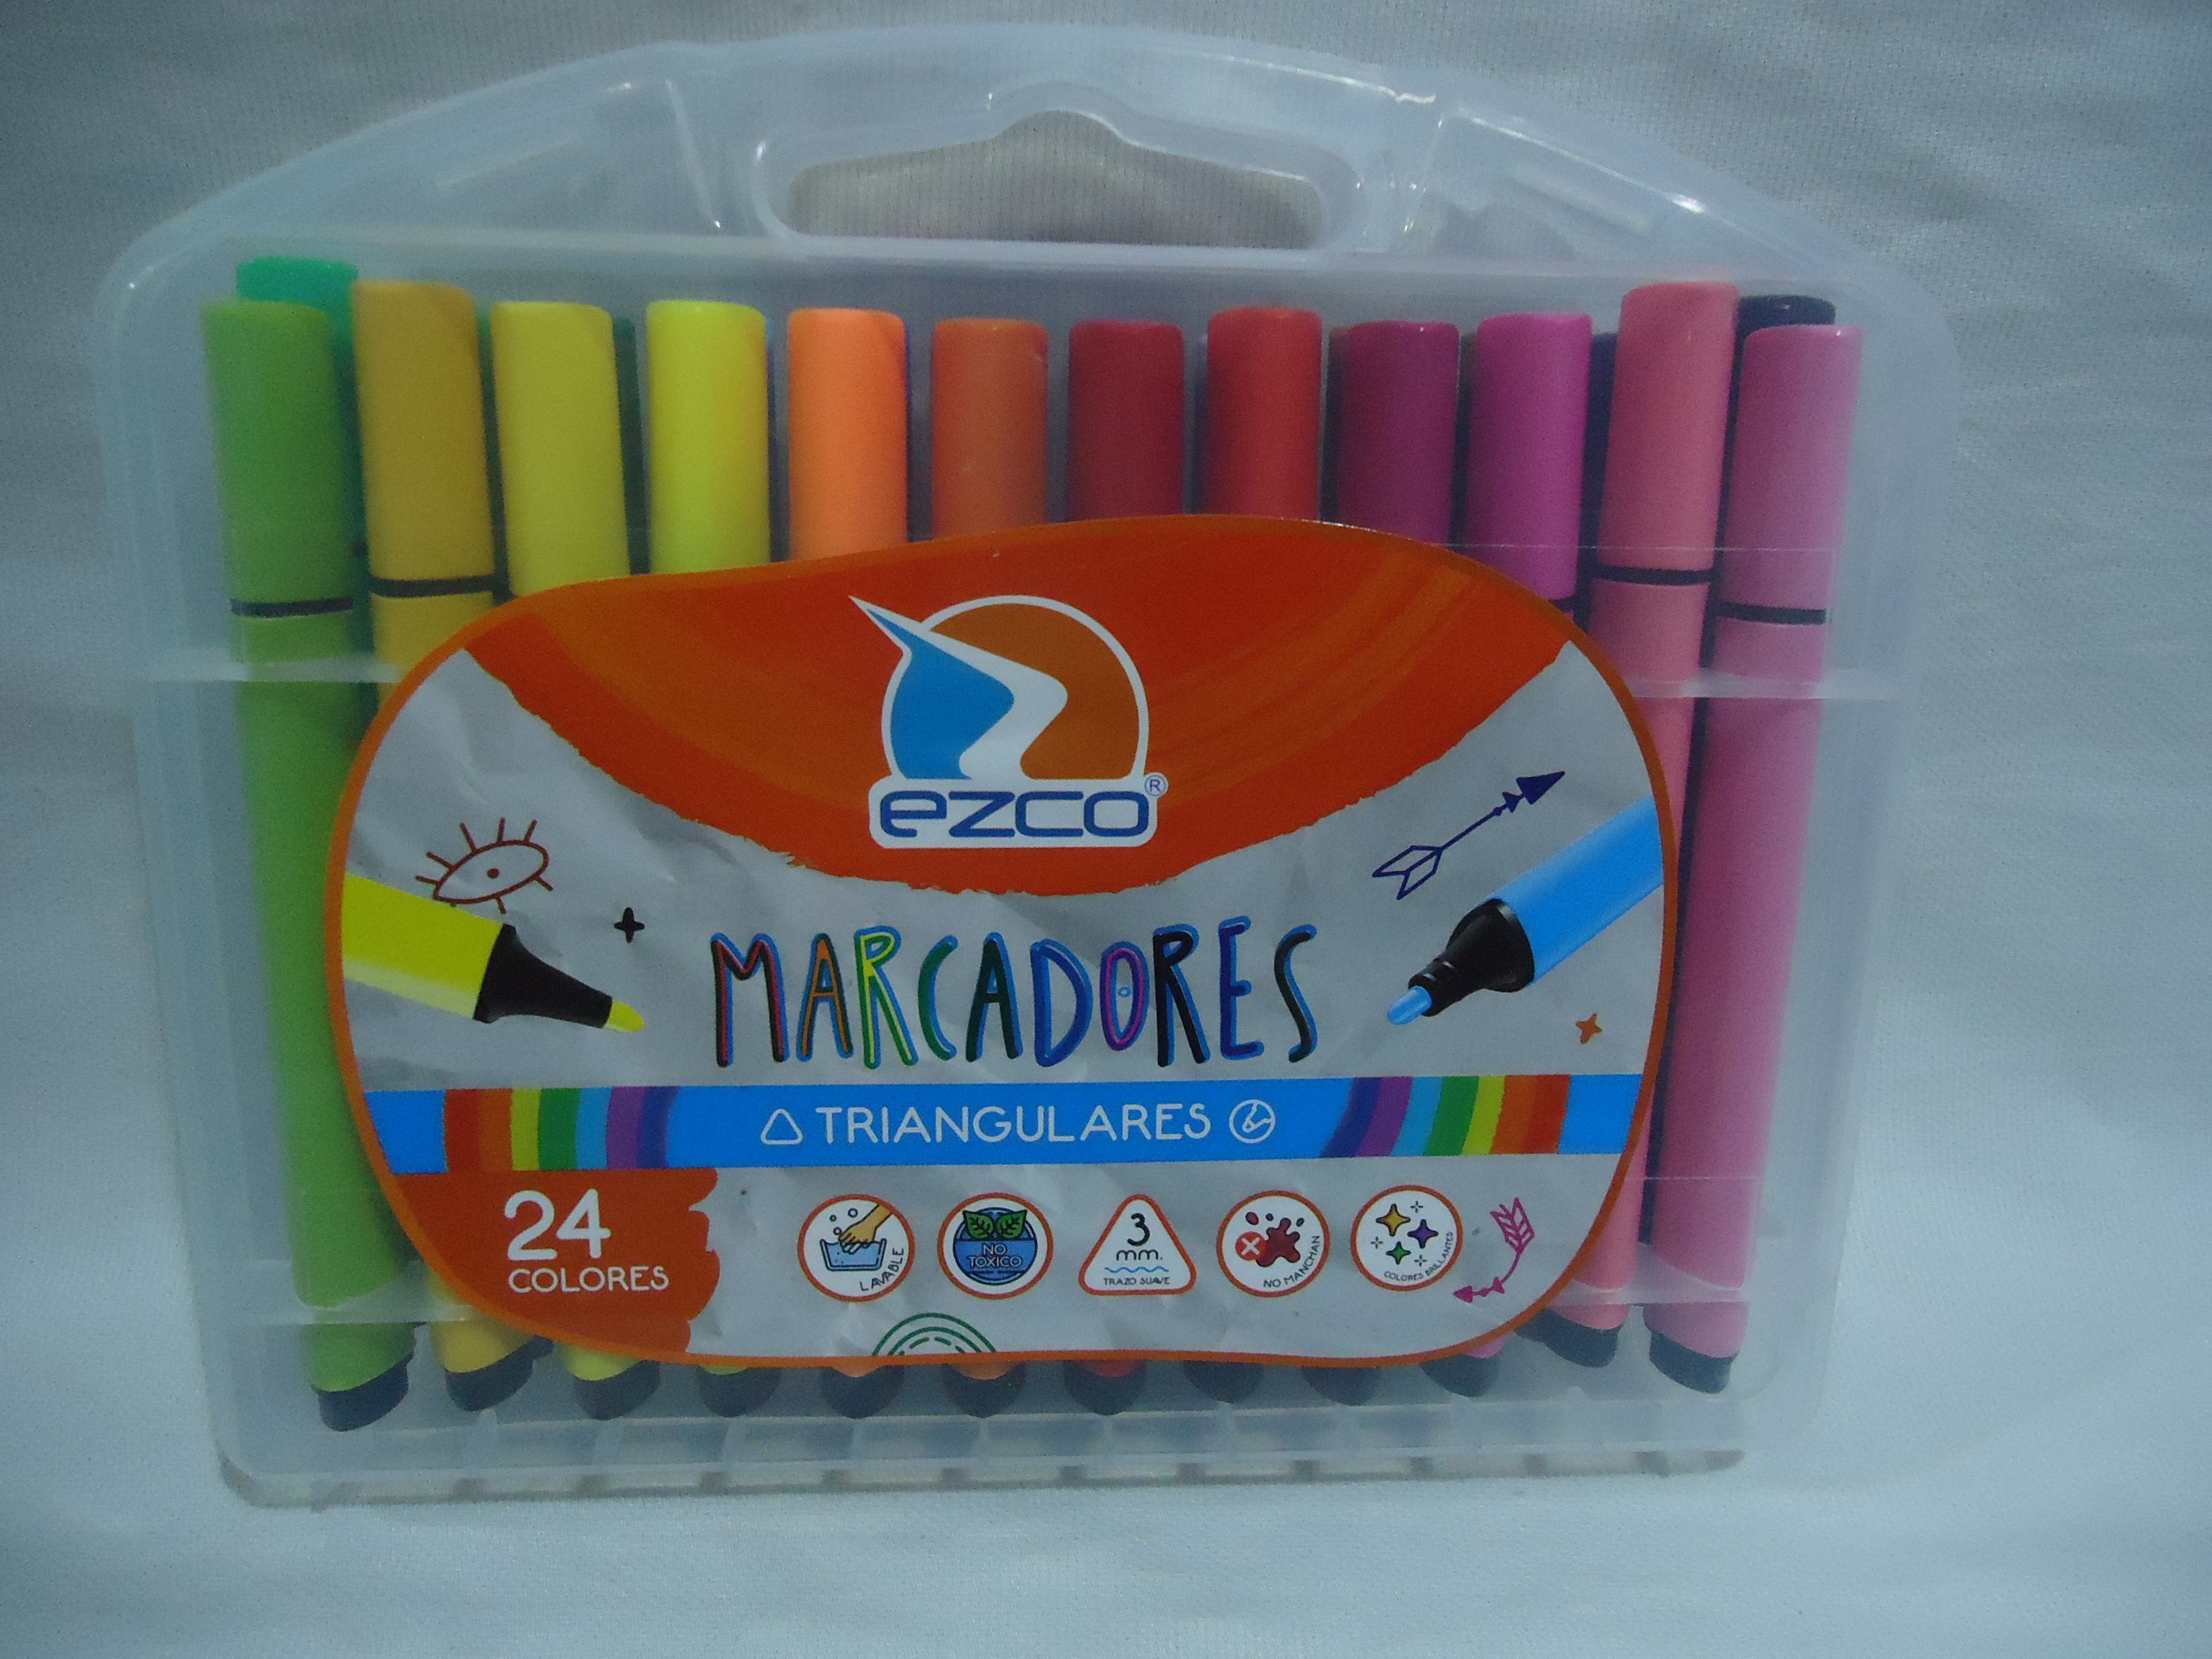 ezco®
MARCADORES
TRIANGULARES
24
COLORES
LAVABLE
NO
TOXICO
3
mm.
TRAZO SUAVE
NO MANCHAN
COLORES BRILLANTES